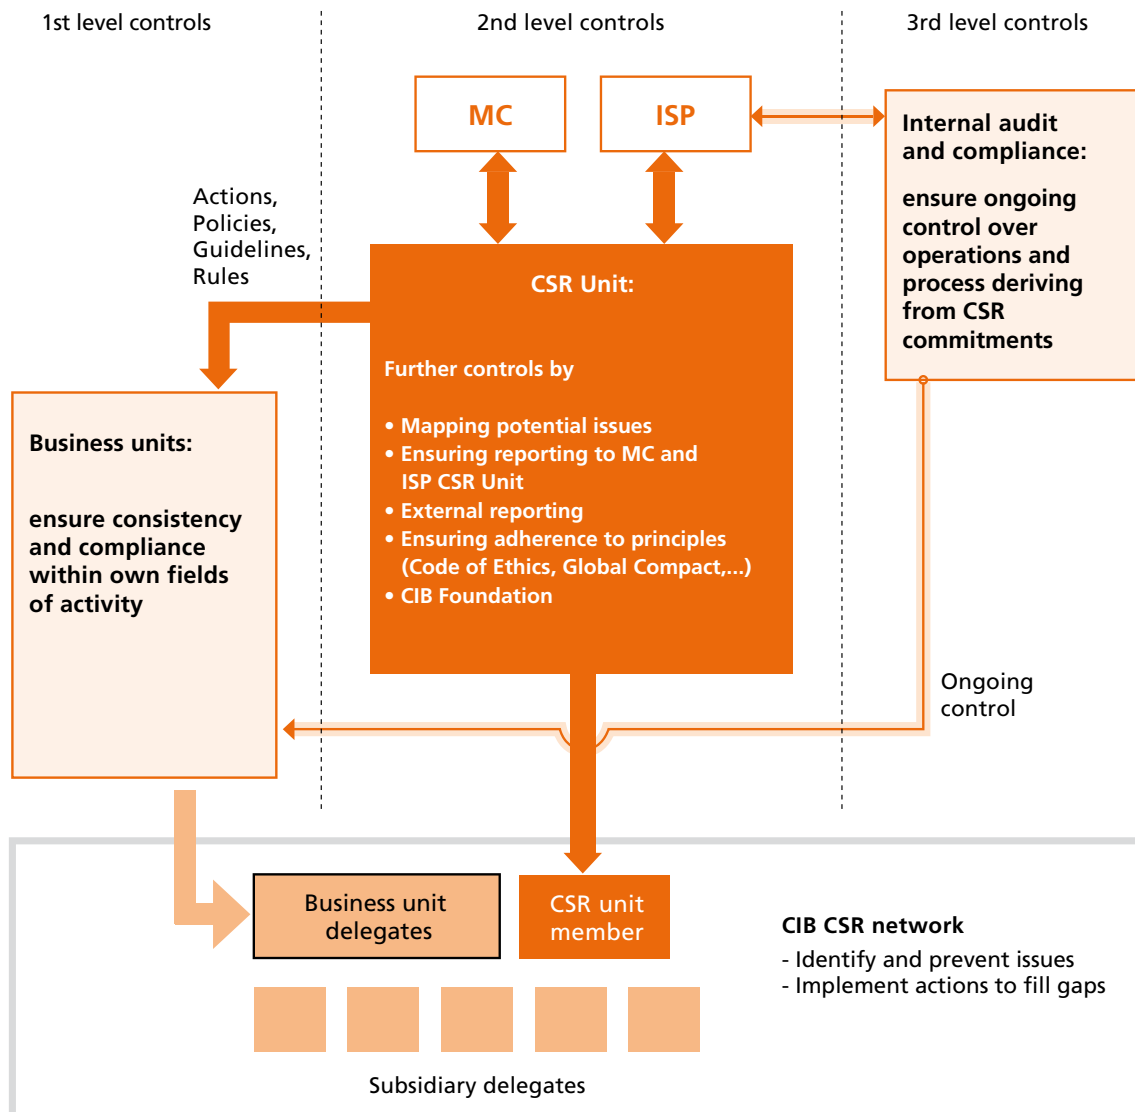 1st level controls
2nd level controls
3rd level controls
MC
ISP
Internal audit
and compliance:
ensure ongoing
control over
operations and
process deriving
from CSR
commitments
Actions,
Policies,
Guidelines,
Rules
CSR Unit:
Further controls by
• Mapping potential issues
• Ensuring reporting to MC and
ISP CSR Unit
• External reporting
• Ensuring adherence to principles
(Code of Ethics, Global Compact,...)
• CIB Foundation
Business units:
ensure consistency
and compliance
within own fields
of activity
Ongoing
control
Business unit
delegates
CSR unit
member
CIB CSR network
- Identify and prevent issues
- Implement actions to fill gaps
Subsidiary delegates